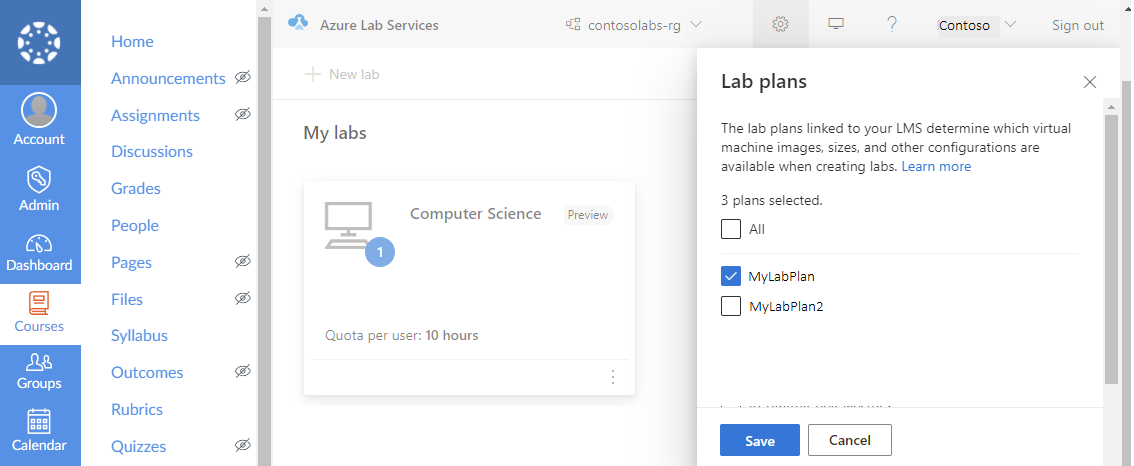 Account
Admin
Dashboard
Courses
Groups
Calendar
Home
Announcements
Assignments
Discussions
Grades
People
Pages
Files
Syllabus
Outcomes
Rubrics
Quizzes
Azure Lab Services
contosolabs-rg
?
Contoso
Sign out
New lab
My labs
Computer Science
Preview
1
Quota per user: 10 hours
Lab plans
The lab plans linked to your LMS determine which virtual
machine images, sizes, and other configurations are
available when creating labs. Learn more
3 plans selected.
All
MyLabPlan
MyLabPlan2
Save
Cancel